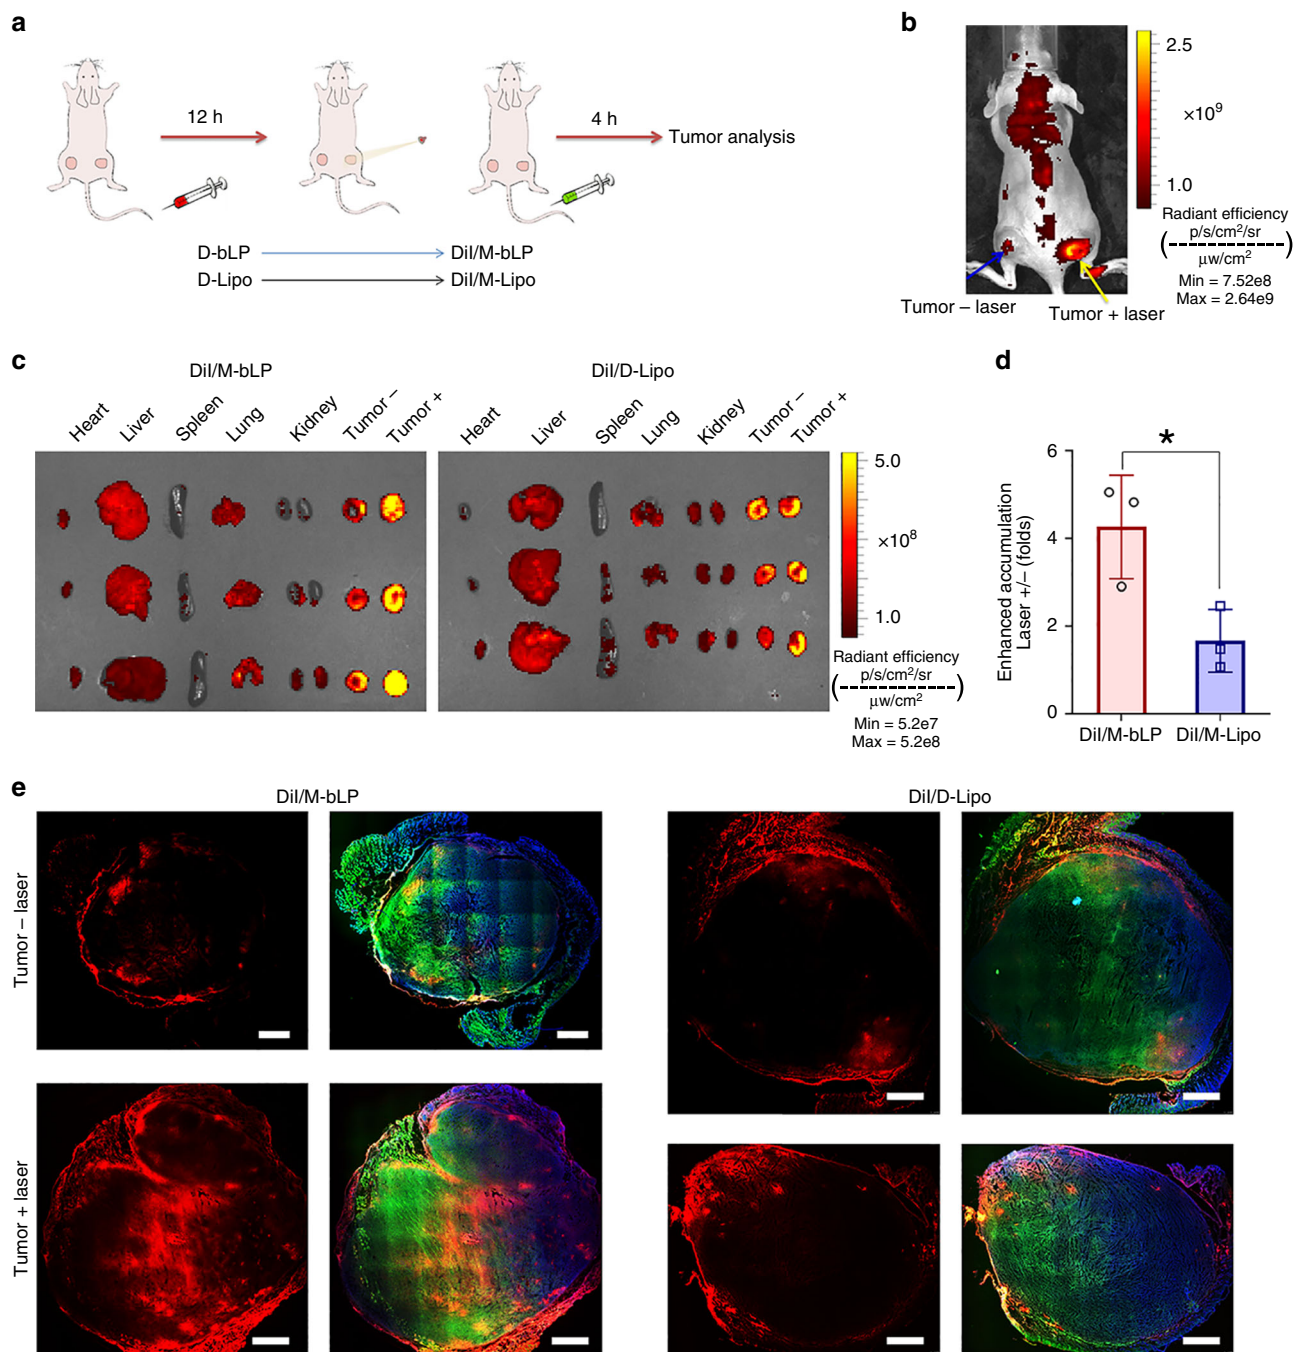 a
12 h
4 h
Tumor analysis
D-bLP
DiI/M-bLP
D-Lipo
DiI/M-Lipo
b
2.5
×10⁹
1.0
Radiant efficiency
p/s/cm²/sr
μw/cm²
Min = 7.52e8
Max = 2.64e9
Tumor – laser
Tumor + laser
c
DiI/M-bLP
Heart Liver Spleen Lung Kidney Tumor – Tumor +
DiI/D-Lipo
Heart Liver Spleen Lung Kidney Tumor – Tumor +
5.0
×10⁸
1.0
Radiant efficiency
p/s/cm²/sr
μw/cm²
Min = 5.2e7
Max = 5.2e8
d
Enhanced accumulation
Laser +/– (folds)
6
4
2
0
*
DiI/M-bLP
DiI/M-Lipo
e
DiI/M-bLP
DiI/D-Lipo
Tumor – laser
Tumor + laser